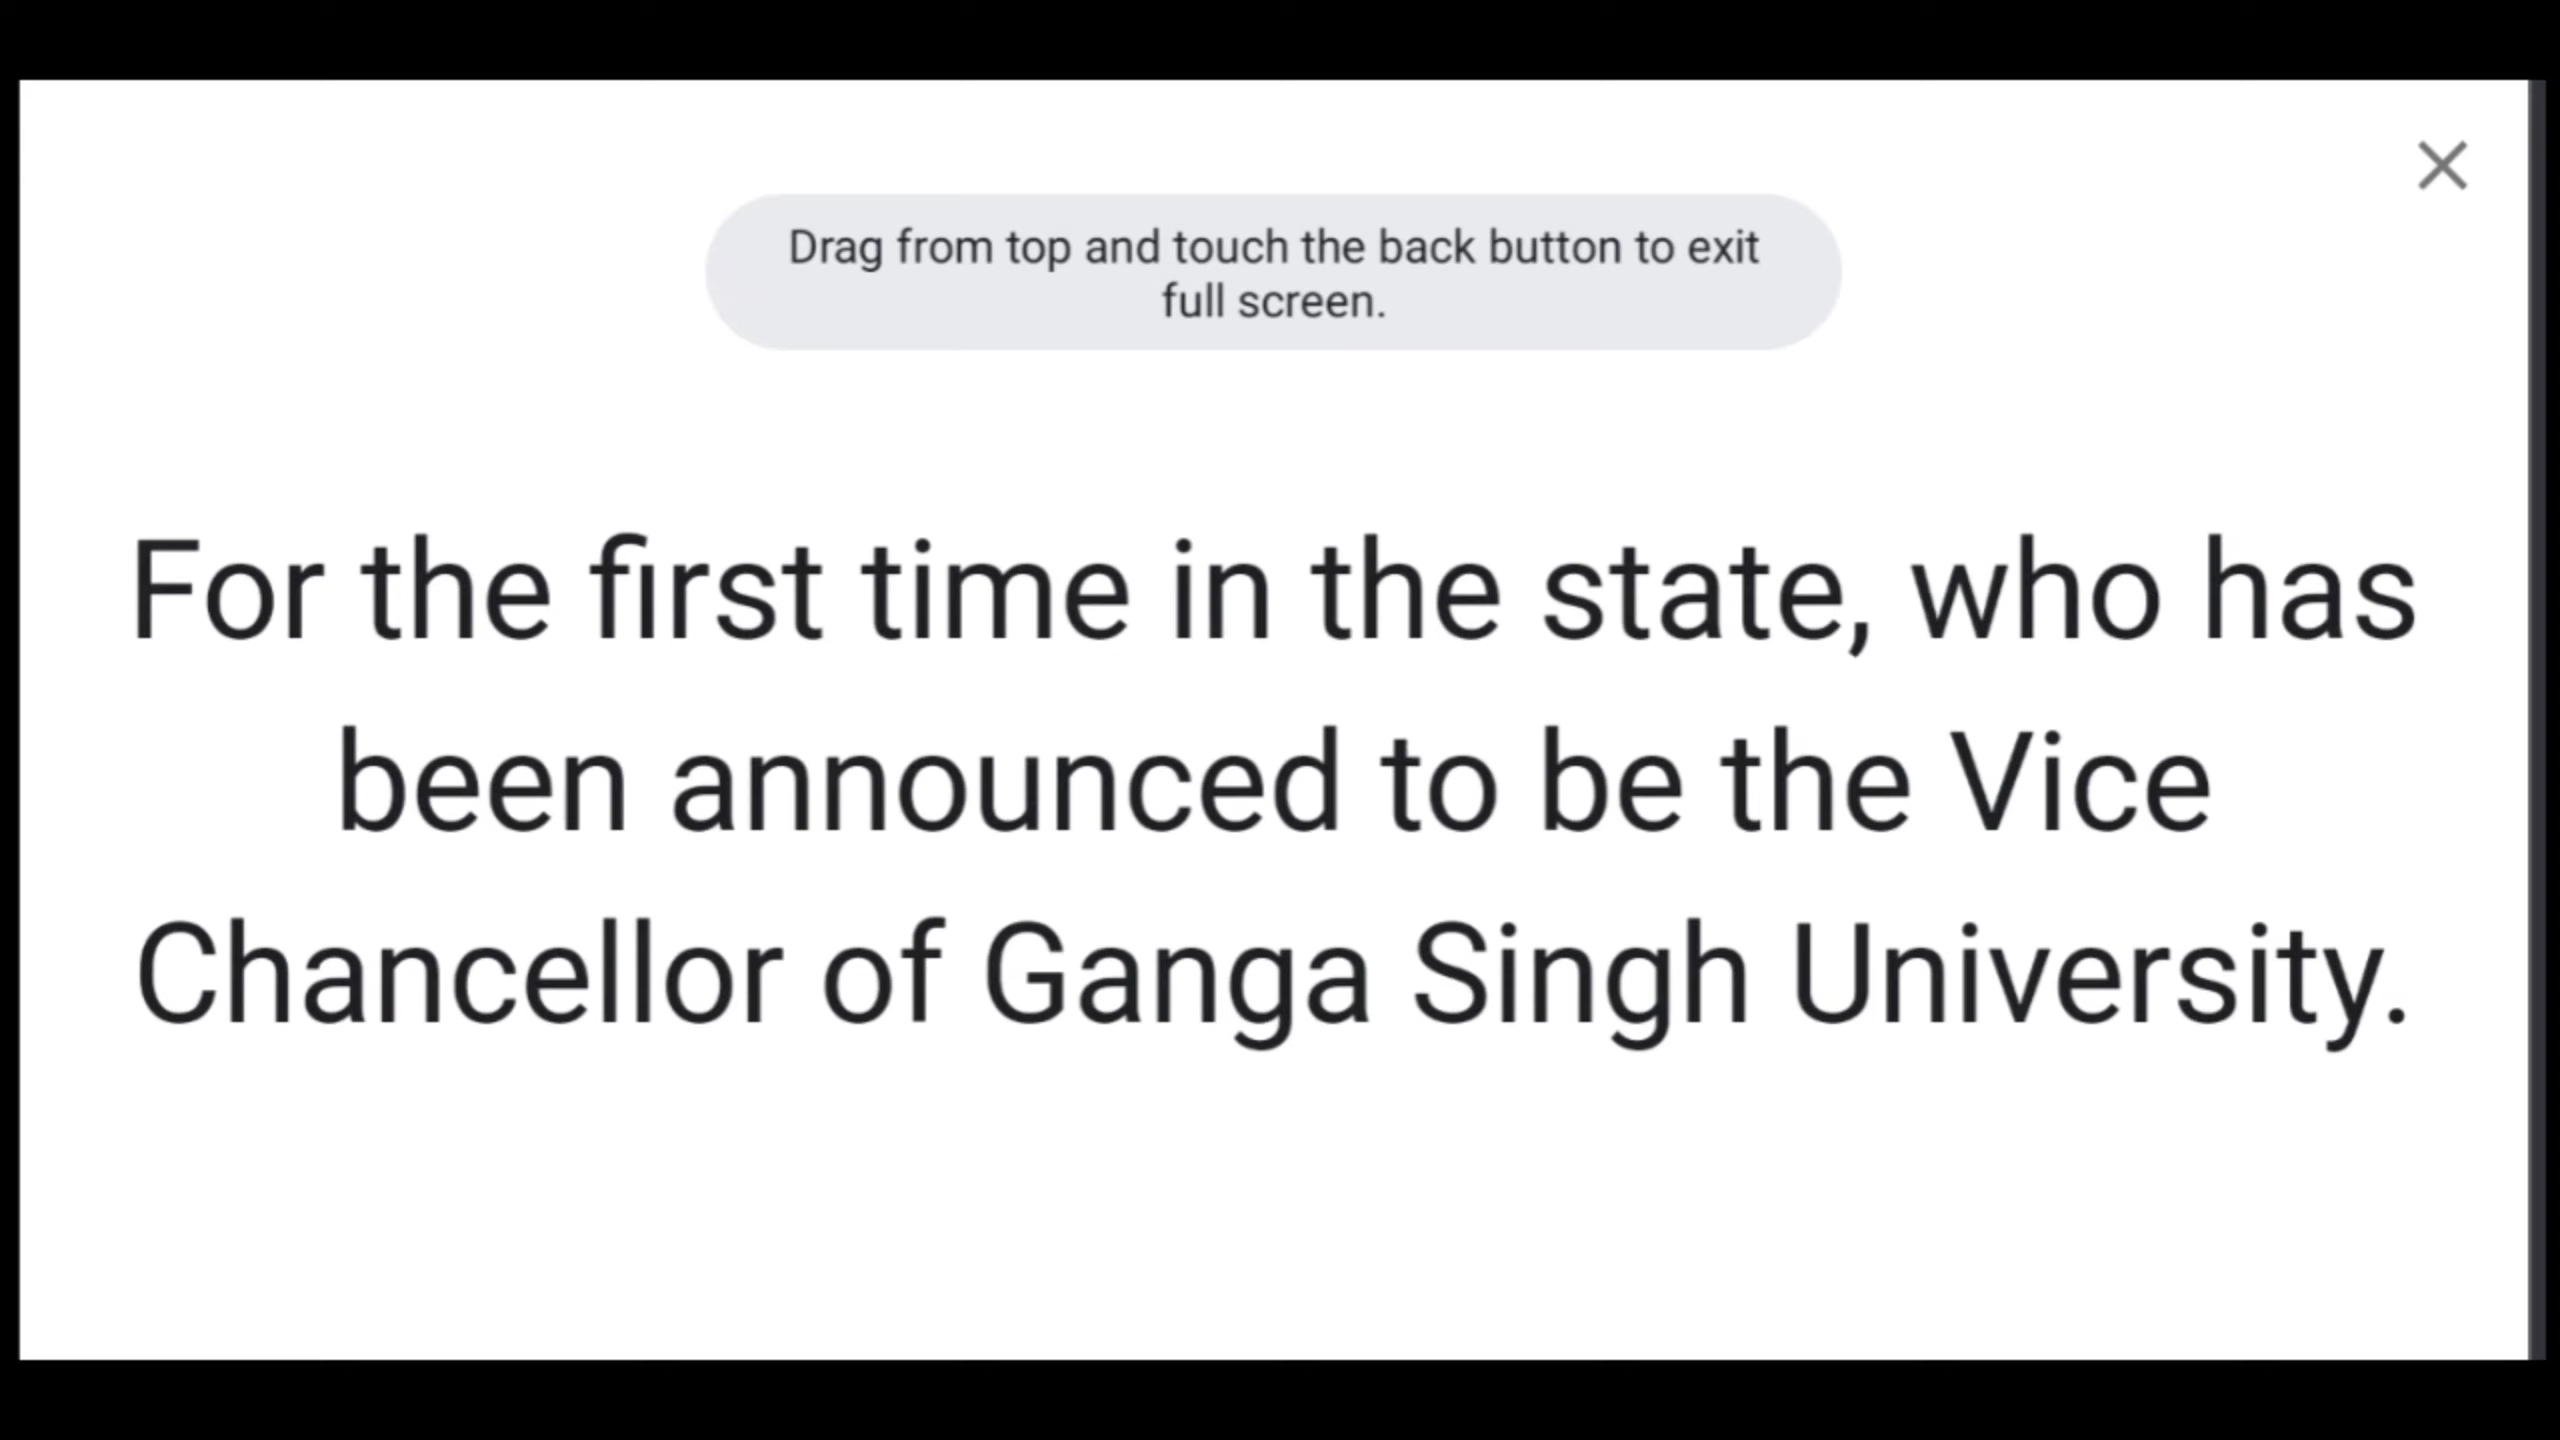 Drag from top and touch the back button to exit
full screen.
For the first time in the state, who has
been announced to be the Vice
Chancellor of Ganga Singh University.